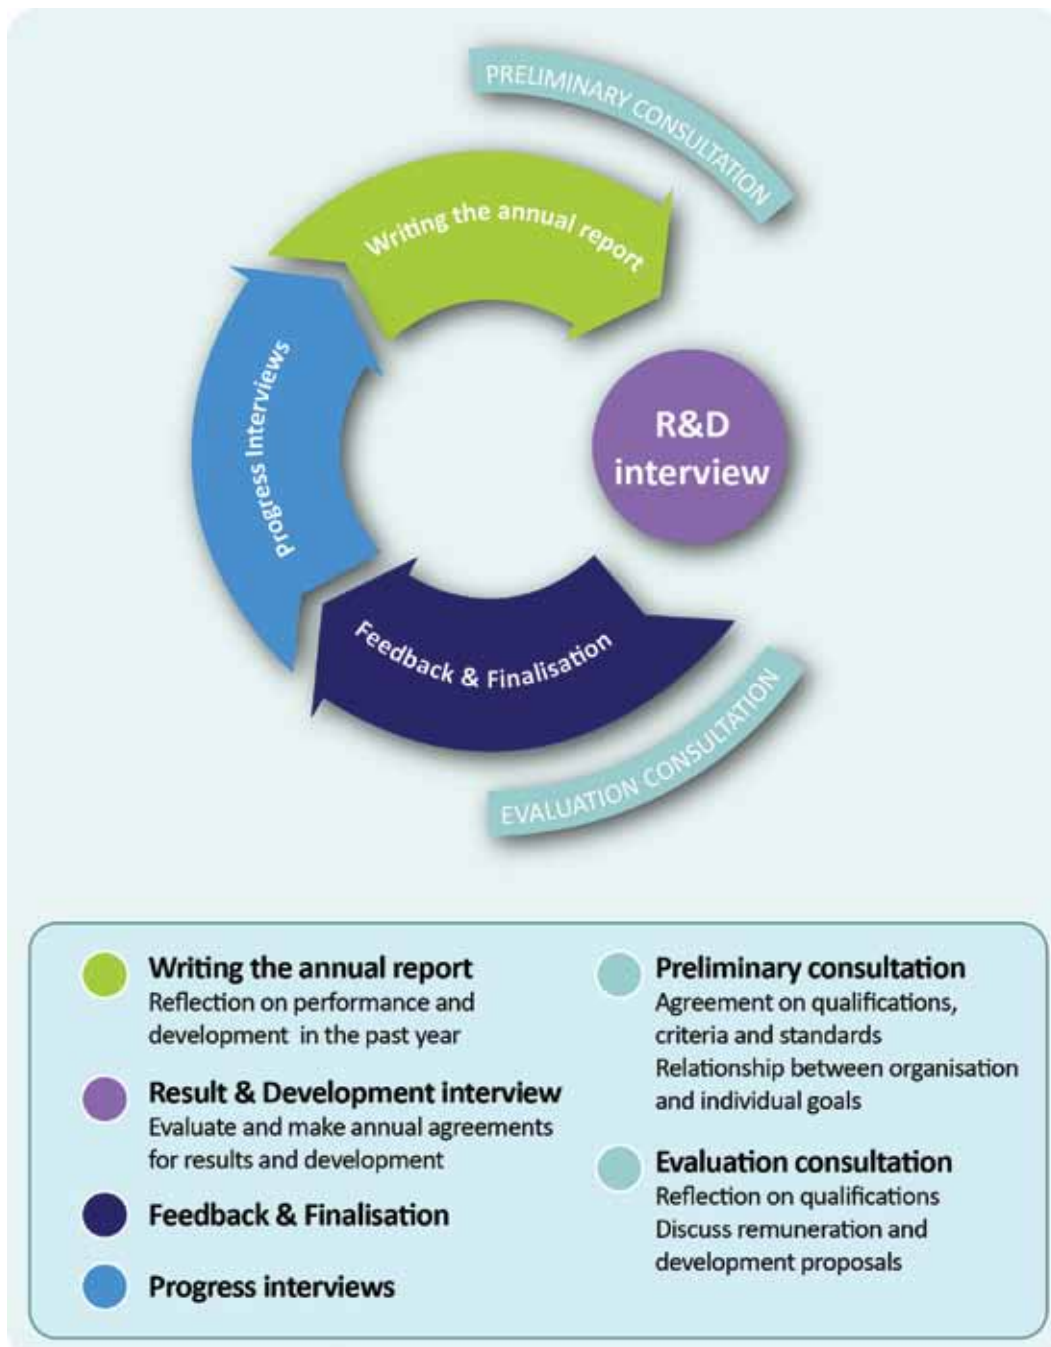 PRELIMINARY CONSULTATION
Writing the annual report
Progress Interviews
R&D
interview
Feedback & Finalisation
EVALUATION CONSULTATION
Writing the annual report
Reflection on performance and
development in the past year
Result & Development interview
Evaluate and make annual agreements
for results and development
Feedback & Finalisation
Progress interviews
Preliminary consultation
Agreement on qualifications,
criteria and standards
Relationship between organisation
and individual goals
Evaluation consultation
Reflection on qualifications
Discuss remuneration and
development proposals